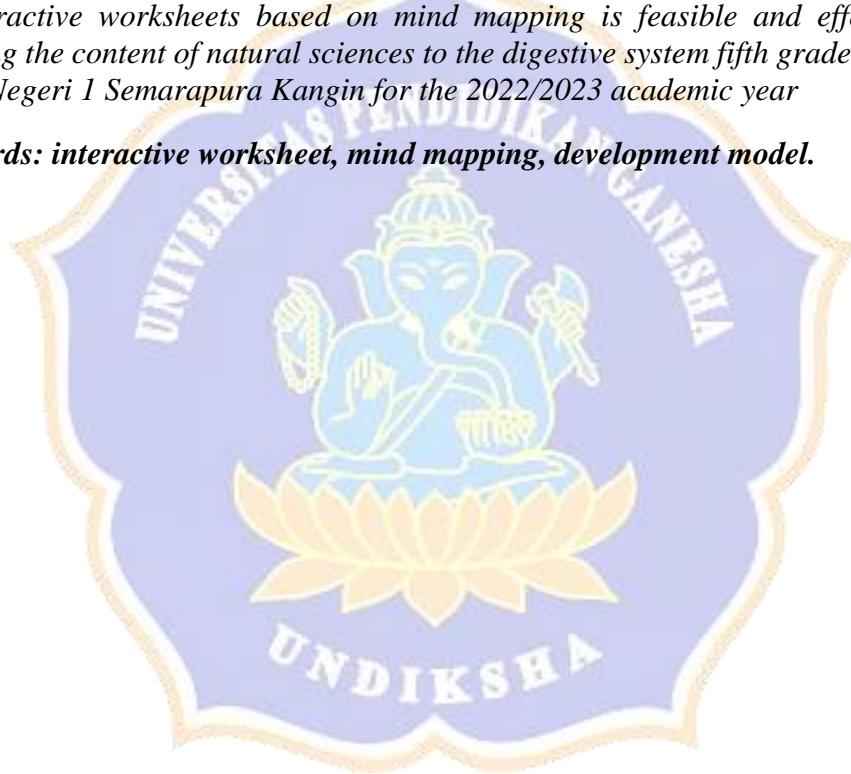 ractive worksheets based on mind mapping is feasible and effe
g the content of natural sciences to the digestive system fifth grade
Negeri 1 Semarapura Kangin for the 2022/2023 academic year
rds: interactive worksheet, mind mapping, development model.
UNIVERSITAS PENDIDIKAN GANESHA
UNDIKSHA